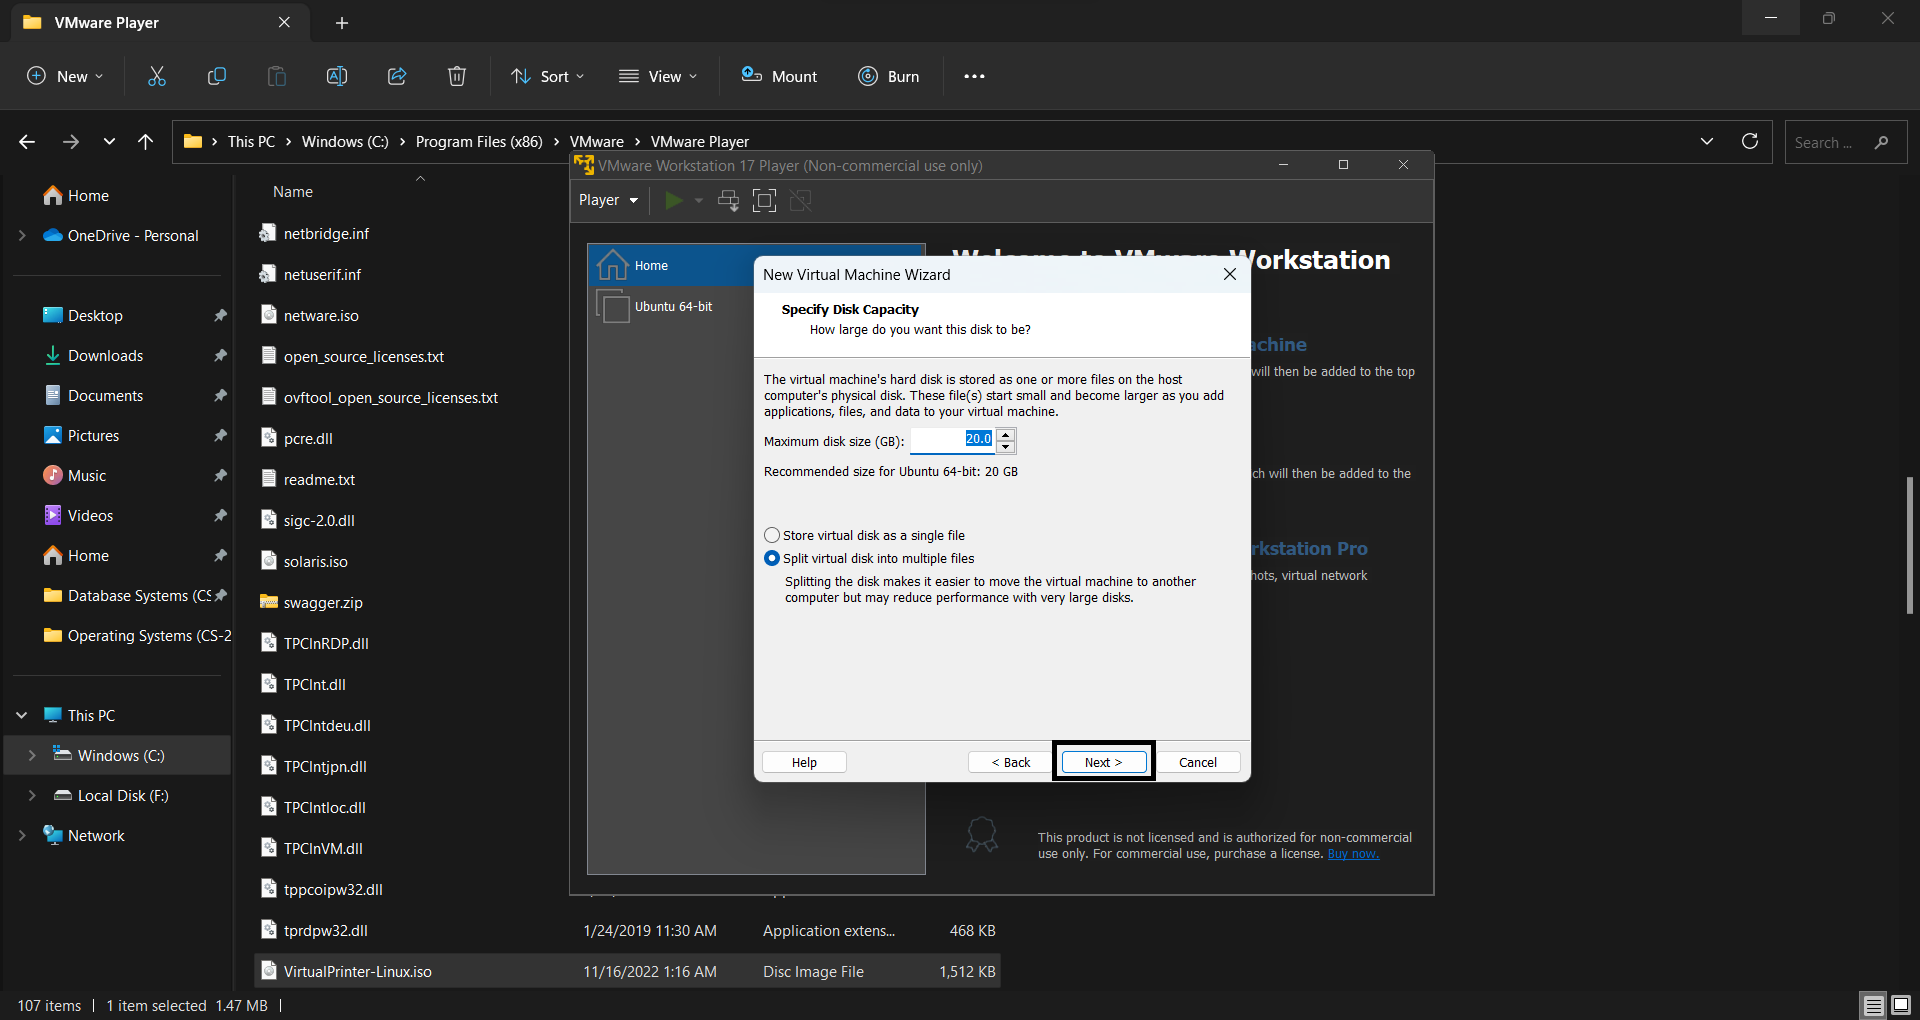 VMware Player
New
Sort
View
Mount
Burn
This PC
Windows (C:)
Program Files (x86)
VMware
VMware Player
Search ...
Home
OneDrive - Personal
Desktop
Downloads
Documents
Pictures
Music
Videos
Home
Database Systems (CS
Operating Systems (CS-2
This PC
Windows (C:)
Local Disk (F:)
Network
Name
netbridge.inf
netuserif.inf
netware.iso
open_source_licenses.txt
ovftool_open_source_licenses.txt
pcre.dll
readme.txt
sigc-2.0.dll
solaris.iso
swagger.zip
TPClnRDP.dll
TPClnt.dll
TPClntdeu.dll
TPClntjpn.dll
TPClntloc.dll
TPClnVM.dll
tppcoipw32.dll
tprdpw32.dll 1/24/2019 11:30 AM Application extens... 468 KB
VirtualPrinter-Linux.iso 11/16/2022 1:16 AM Disc Image File 1,512 KB
107 items 1 item selected 1.47 MB
VMware Workstation 17 Player (Non-commercial use only)
Player
Home
Ubuntu 64-bit
Welcome to VMware Workstation
achine
will then be added to the top
ch will then be added to the
rkstation Pro
hots, virtual network
This product is not licensed and is authorized for non-commercial
use only. For commercial use, purchase a license. Buy now.
New Virtual Machine Wizard
Specify Disk Capacity
How large do you want this disk to be?
The virtual machine's hard disk is stored as one or more files on the host
computer's physical disk. These file(s) start small and become larger as you add
applications, files, and data to your virtual machine.
Maximum disk size (GB): 20.0
Recommended size for Ubuntu 64-bit: 20 GB
Store virtual disk as a single file
Split virtual disk into multiple files
Splitting the disk makes it easier to move the virtual machine to another
computer but may reduce performance with very large disks.
Help
< Back
Next >
Cancel